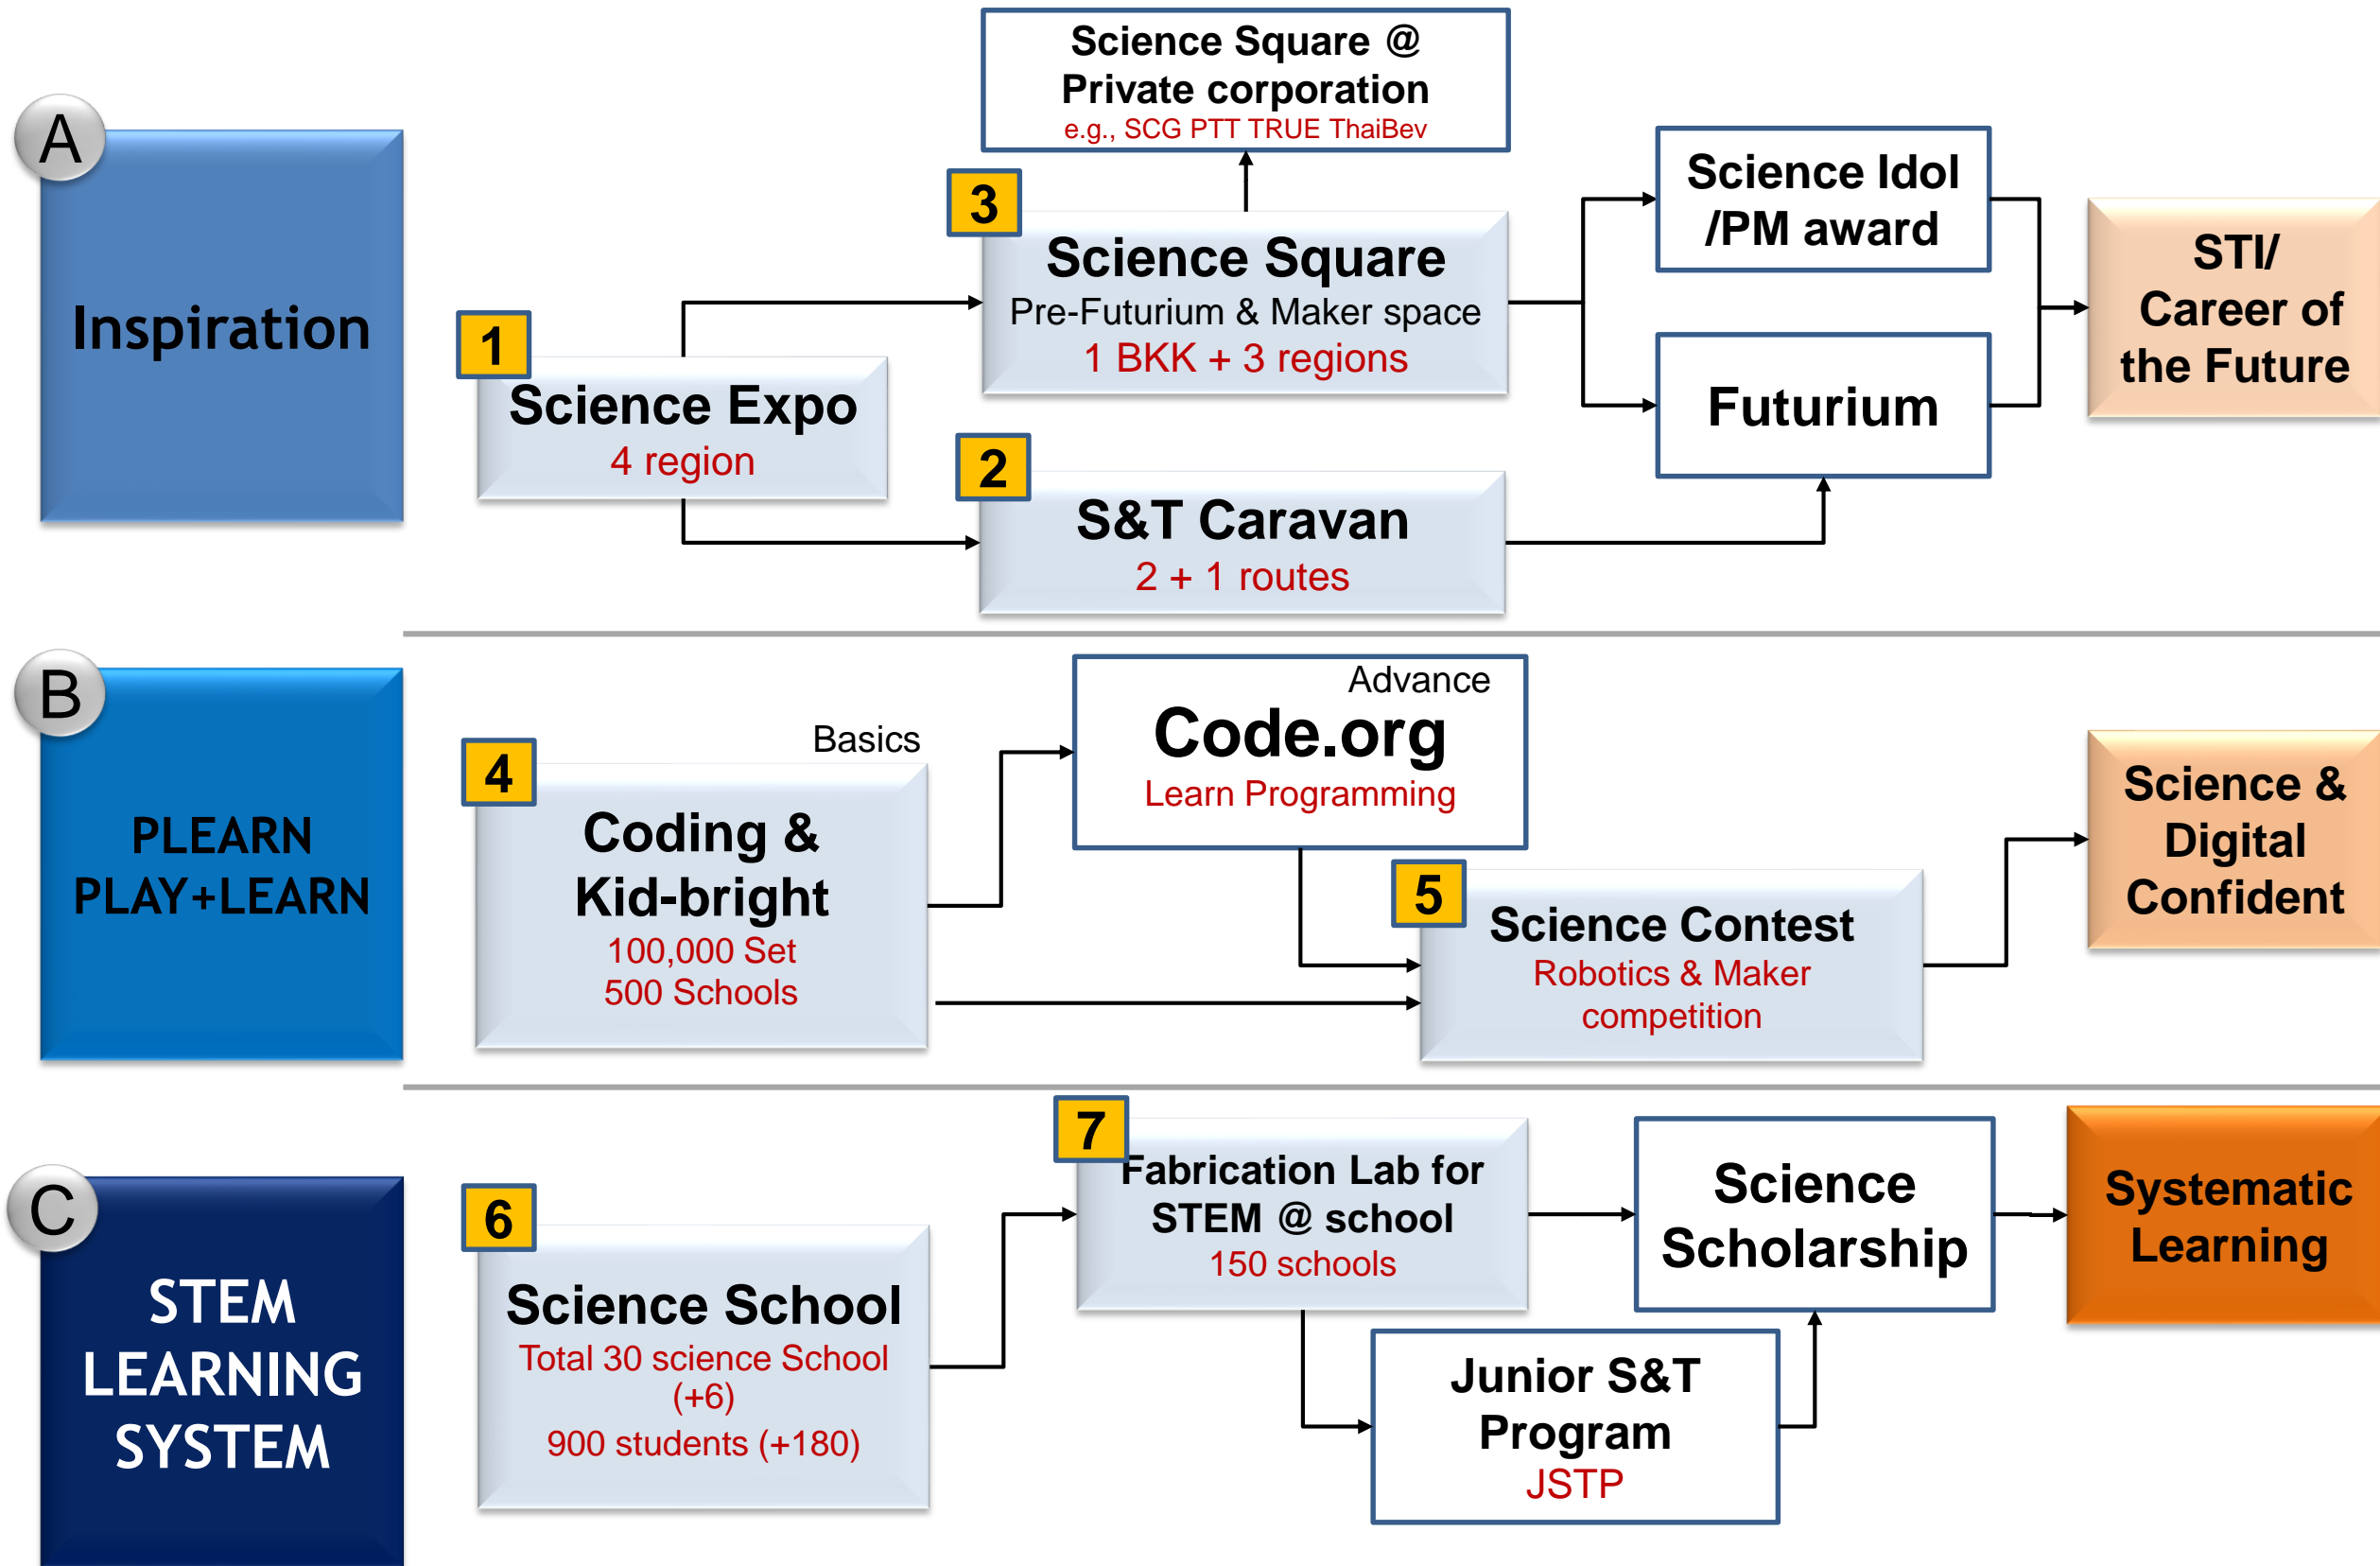 A
Inspiration
1
Science Expo
4 region
Science Square @
Private corporation
e.g., SCG PTT TRUE ThaiBev
3
Science Square
Pre-Futurium & Maker space
1 BKK + 3 regions
2
S&T Caravan
2 + 1 routes
Science Idol
/PM award
Futurium
STI/
Career of
the Future
B
PLEARN
PLAY+LEARN
Basics
4
Coding &
Kid-bright
100,000 Set
500 Schools
Advance
Code.org
Learn Programming
5
Science Contest
Robotics & Maker
competition
Science &
Digital
Confident
C
STEM
LEARNING
SYSTEM
6
Science School
Total 30 science School
(+6)
900 students (+180)
7
Fabrication Lab for
STEM @ school
150 schools
Junior S&T
Program
JSTP
Science
Scholarship
Systematic
Learning